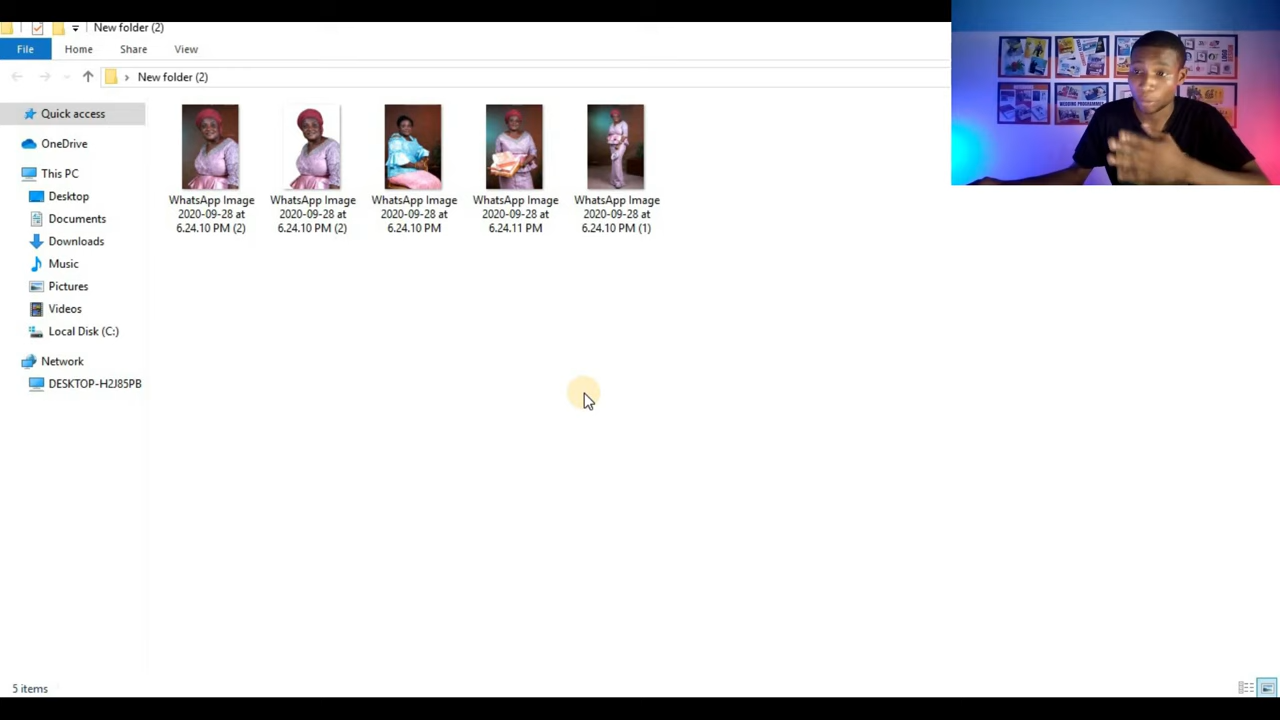 New folder (2)
File Home Share View
New folder (2)
Quick access
OneDrive
This PC
Desktop
Documents
Downloads
Music
Pictures
Videos
Local Disk (C:)
Network
DESKTOP-H2J85PB
WhatsApp Image
2020-09-28 at
6.24.10 PM (2)
WhatsApp Image
2020-09-28 at
6.24.10 PM (2)
WhatsApp Image
2020-09-28 at
6.24.10 PM
WhatsApp Image
2020-09-28 at
6.24.11 PM
WhatsApp Image
2020-09-28 at
6.24.10 PM (1)
WEDDING PROGRAMMES
5 items